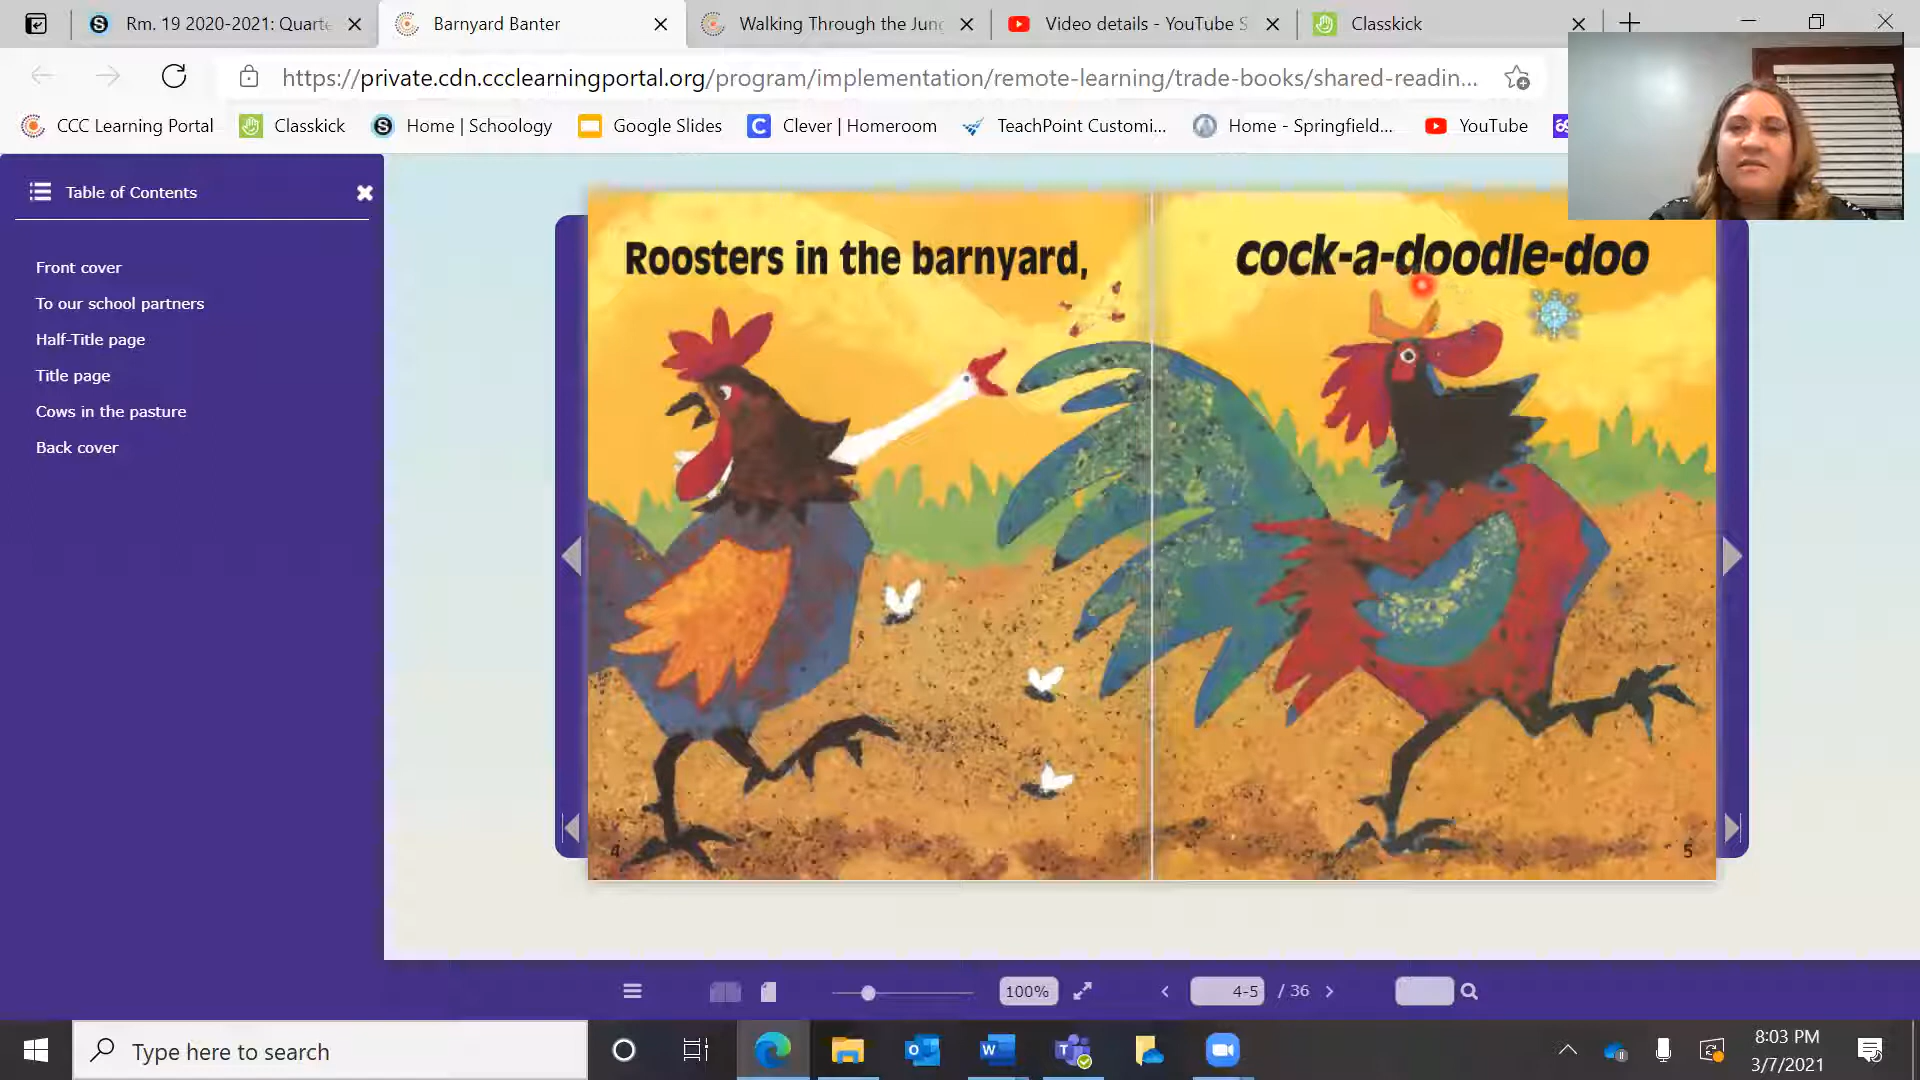 Rm. 19 2020-2021: Quarte
Barnyard Banter
Walking Through the Jung
Video details - YouTube S
Classkick
https://private.cdn.ccclearningportal.org/program/implementation/remote-learning/trade-books/shared-readin...
CCC Learning Portal
Classkick
Home | Schoology
Google Slides
Clever | Homeroom
TeachPoint Customi...
Home - Springfield...
YouTube
Table of Contents
Front cover
To our school partners
Half-Title page
Title page
Cows in the pasture
Back cover
Roosters in the barnyard,
cock-a-doodle-doo
4
5
100%
4-5 / 36
Type here to search
8:03 PM
3/7/2021